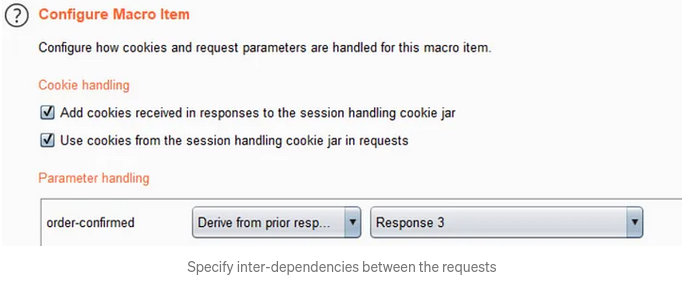 ? Configure Macro Item
Configure how cookies and request parameters are handled for this macro item.
Cookie handling
Add cookies received in responses to the session handling cookie jar
Use cookies from the session handling cookie jar in requests
Parameter handling
order-confirmed Derive from prior resp... Response 3
Specify inter-dependencies between the requests